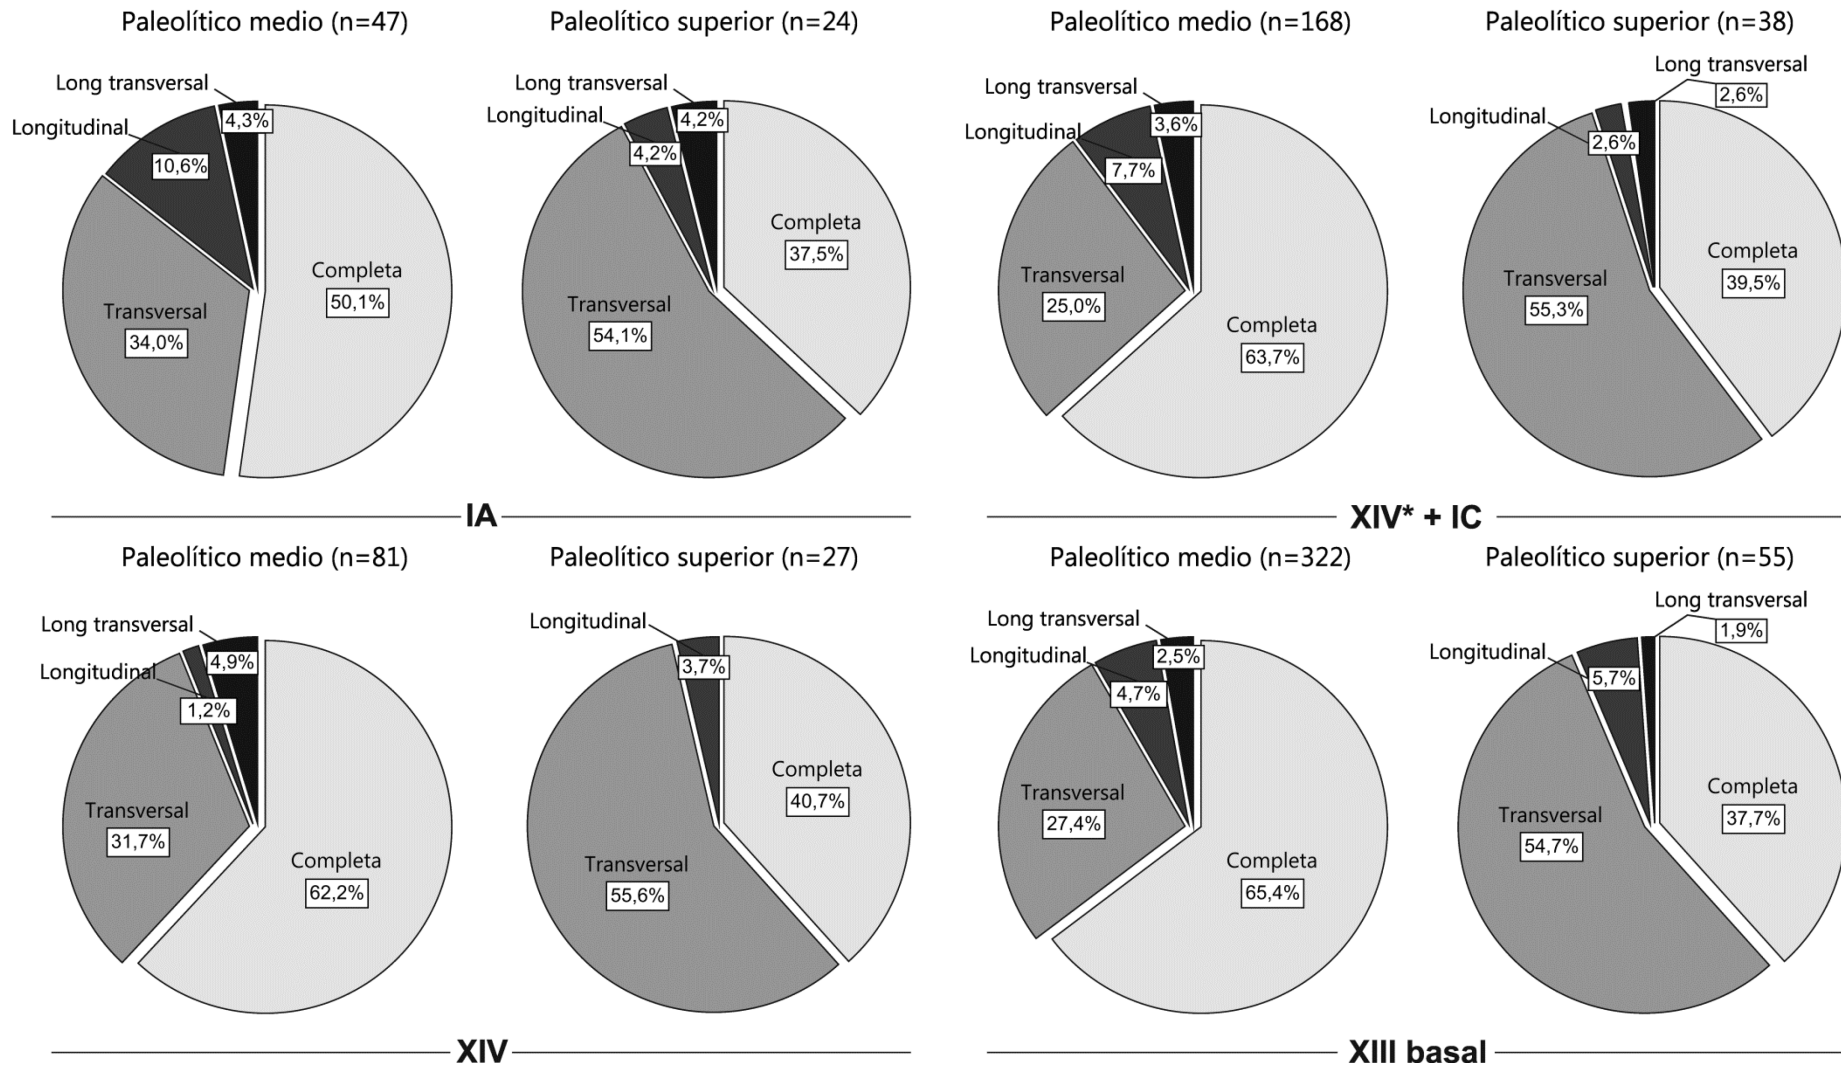 Paleolítico medio (n=47)
Long transversal
4,3%
Longitudinal
10,6%
Transversal
34,0%
Completa
50,1%
Paleolítico superior (n=24)
Long transversal
4,2%
Longitudinal
4,2%
Transversal
54,1%
Completa
37,5%
IA
Paleolítico medio (n=168)
Long transversal
3,6%
Longitudinal
7,7%
Transversal
25,0%
Completa
63,7%
Paleolítico superior (n=38)
Long transversal
2,6%
Longitudinal
2,6%
Transversal
55,3%
Completa
39,5%
XIV* + IC
Paleolítico medio (n=81)
Long transversal
4,9%
Longitudinal
1,2%
Transversal
31,7%
Completa
62,2%
Paleolítico superior (n=27)
Longitudinal
3,7%
Transversal
55,6%
Completa
40,7%
XIV
Paleolítico medio (n=322)
Long transversal
2,5%
Longitudinal
4,7%
Transversal
27,4%
Completa
65,4%
Paleolítico superior (n=55)
Long transversal
1,9%
Longitudinal
5,7%
Transversal
54,7%
Completa
37,7%
XIII basal